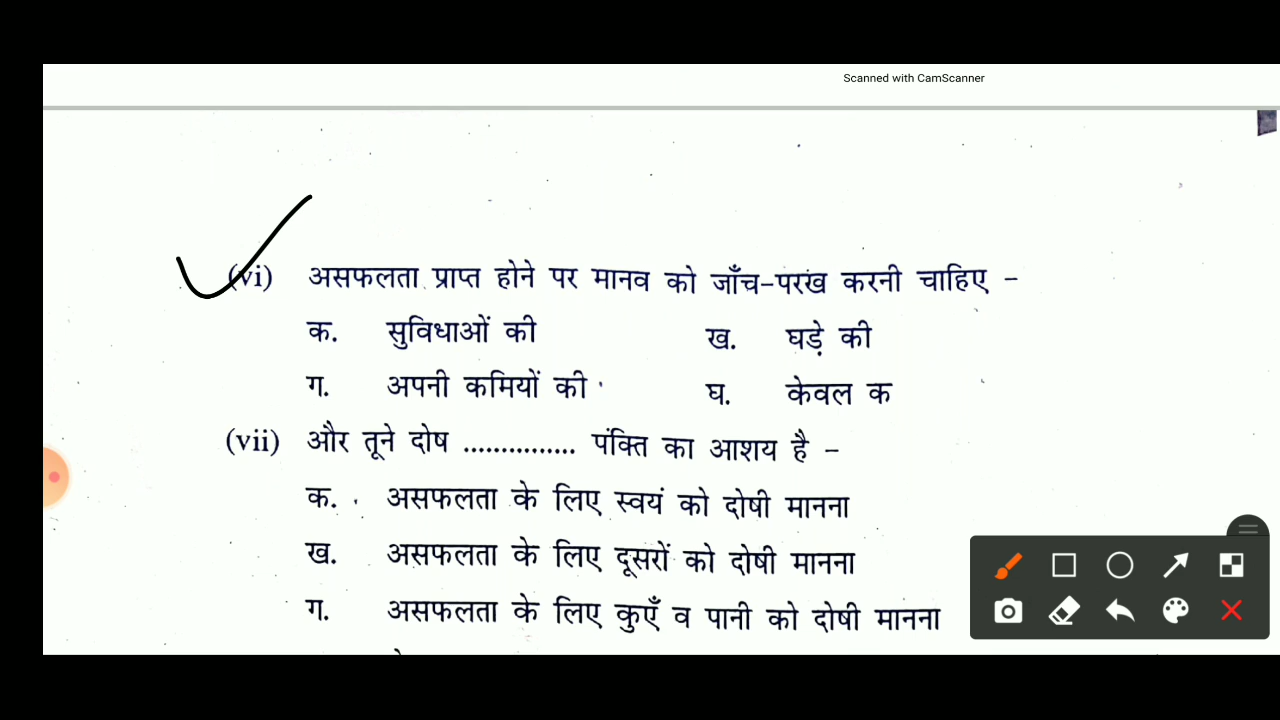 Scanned with CamScanner
(vi) असफलता प्राप्त होने पर मानव को जाँच-परख करनी चाहिए -
क. सुविधाओं की ख. घड़े की
ग. अपनी कमियों की घ. केवल क
(vii) और तूने दोष ............... पंक्ति का आशय है -
क. असफलता के लिए स्वयं को दोषी मानना
ख. असफलता के लिए दूसरों को दोषी मानना
ग. असफलता के लिए कुएँ व पानी को दोषी मानना